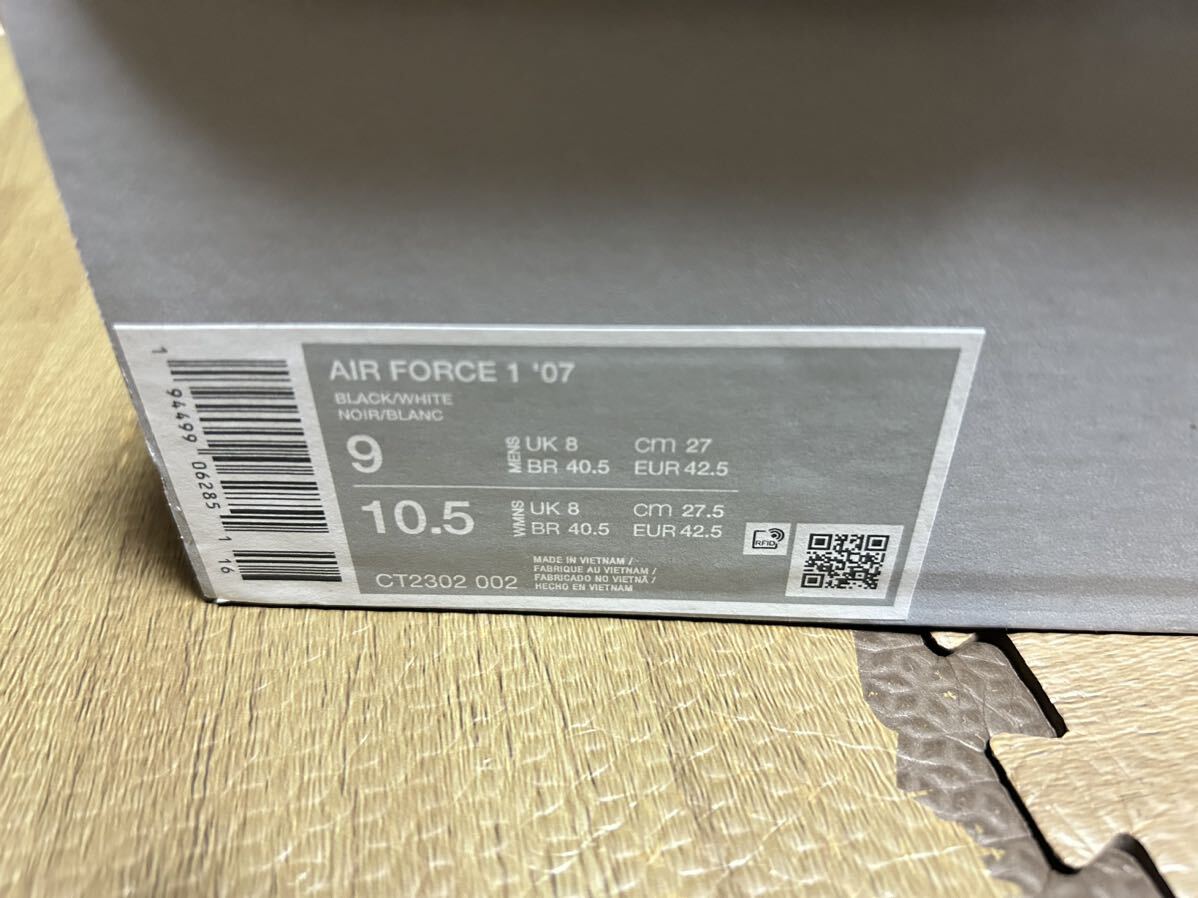 AIR FORCE 1 '07
BLACK/WHITE
NOIR/BLANC
9
MENS
UK 8 cm 27
BR 40.5 EUR 42.5
10.5
WMNS
UK 8 cm 27.5
BR 40.5 EUR 42.5
RFID
CT2302 002
MADE IN VIETNAM /
FABRIQUE AU VIETNAM /
FABRICADO NO VIETNÃ /
HECHO EN VIETNAM
1 94499 06285 1 16